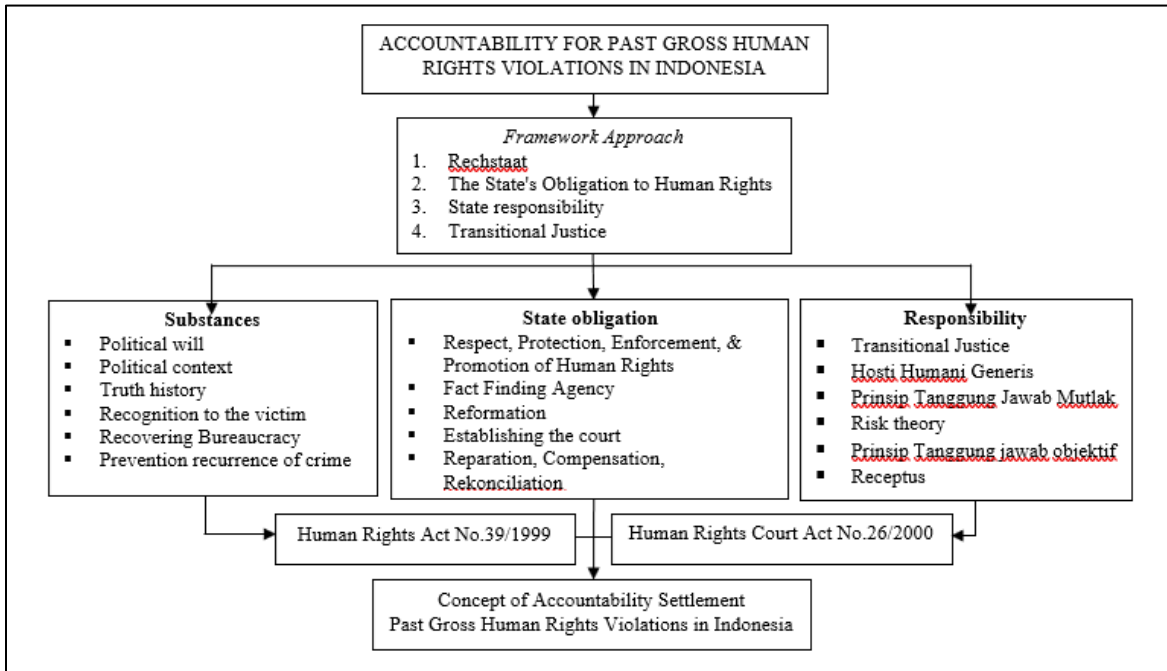 ACCOUNTABILITY FOR PAST GROSS HUMAN
RIGHTS VIOLATIONS IN INDONESIA
Framework Approach
1. Rechstaat
2. The State's Obligation to Human Rights
3. State responsibility
4. Transitional Justice
Substances
▪ Political will
▪ Political context
▪ Truth history
▪ Recognition to the victim
▪ Recovering Bureaucracy
▪ Prevention recurrence of crime
State obligation
▪ Respect, Protection, Enforcement, &
Promotion of Human Rights
▪ Fact Finding Agency
▪ Reformation
▪ Establishing the court
▪ Reparation, Compensation,
Rekonciliation
Responsibility
▪ Transitional Justice
▪ Hosti Humani Generis
▪ Prinsip Tanggung Jawab Mutlak
▪ Risk theory
▪ Prinsip Tanggung jawab objektif
▪ Receptus
Human Rights Act No.39/1999
Human Rights Court Act No.26/2000
Concept of Accountability Settlement
Past Gross Human Rights Violations in Indonesia